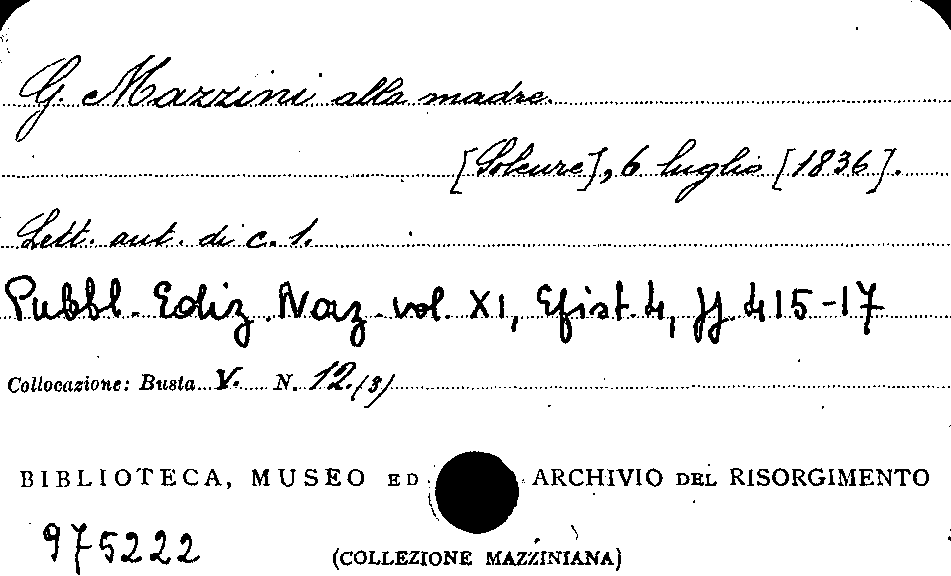 G. Mazzini alla madre.
[Soleure], 6 luglio [1836].
Lett. aut. di c. 1.
Pubbl. Ediz. Naz. vol. XI, Epist. 4, pp. 415-17
Collocazione: Busta V. N. 12.(3)
BIBLIOTECA, MUSEO ED ARCHIVIO DEL RISORGIMENTO
975222
(COLLEZIONE MAZZINIANA)